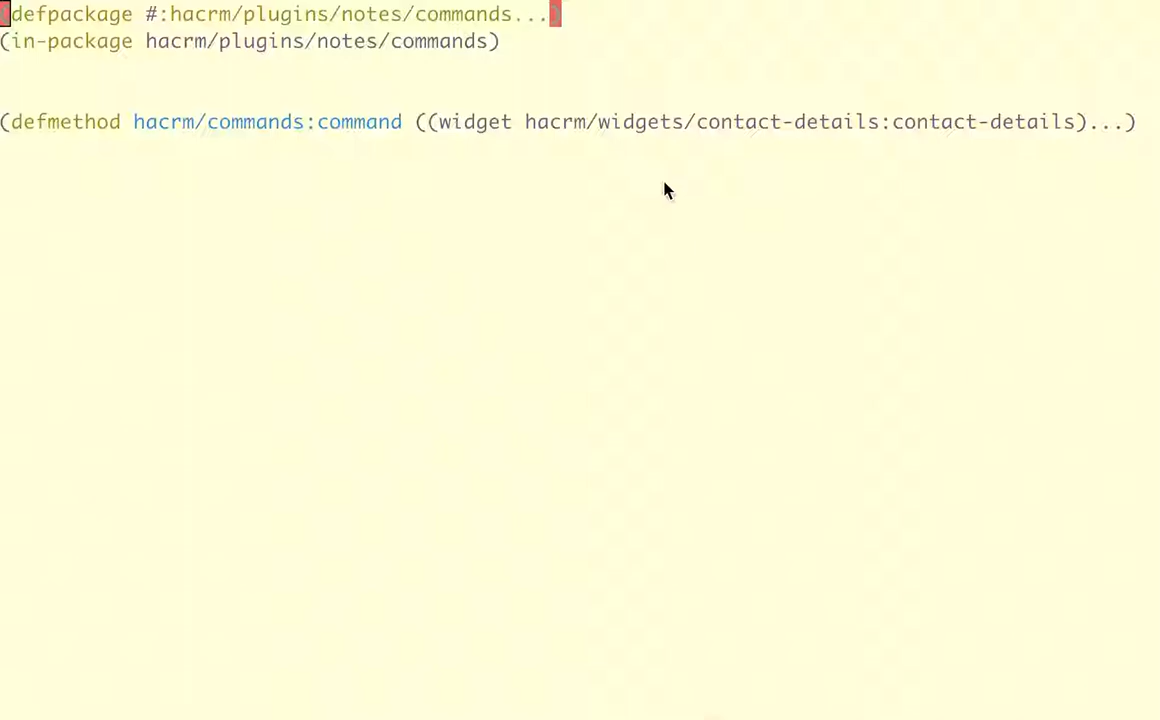 (defpackage #:hacrm/plugins/notes/commands...)
(in-package hacrm/plugins/notes/commands)
(defmethod hacrm/commands:command ((widget hacrm/widgets/contact-details:contact-details)...)